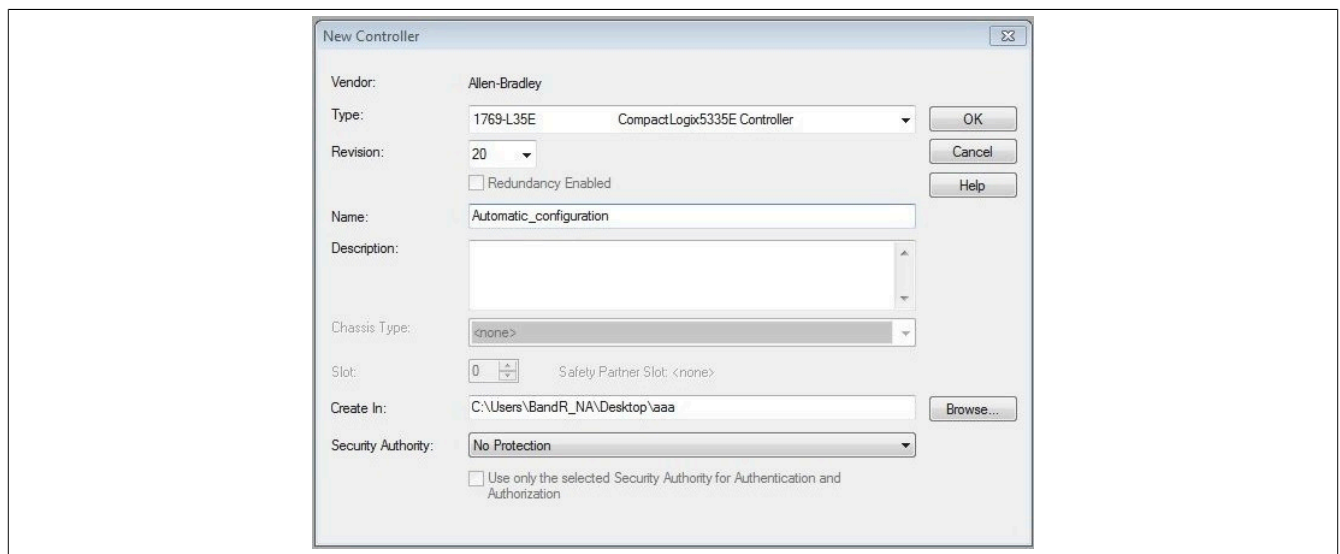 New Controller
Vendor: Allen-Bradley
Type: 1769-L35E CompactLogix5335E Controller OK
Revision: 20 Cancel
Redundancy Enabled Help
Name: Automatic_configuration
Description:
Chassis Type: <none>
Slot: 0 Safety Partner Slot: <none>
Create In: C:\Users\BandR_NA\Desktop\aaa Browse...
Security Authority: No Protection
Use only the selected Security Authority for Authentication and
Authorization